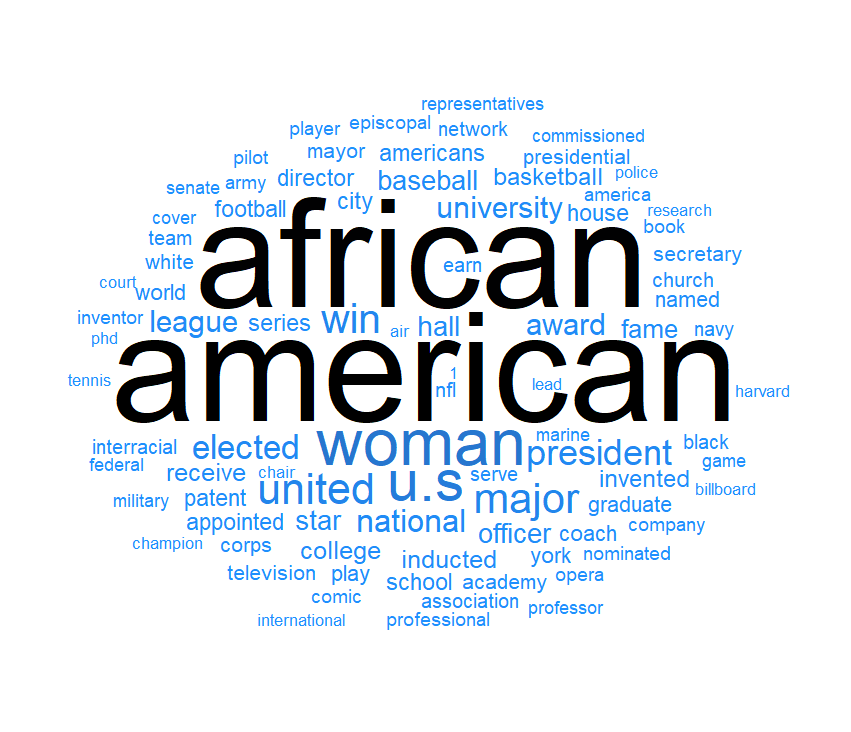 representatives
player episcopal network commissioned
pilot mayor americans presidential
senate army director baseball basketball police
cover football city university house america research
team african book
white earn secretary
court world church named
inventor league series win air hall award fame navy
phd american
tennis 1 nfl lead harvard
interracial elected woman marine president black
federal receive chair united u.s serve invented game
military patent major graduate billboard
appointed star national officer coach company
champion corps college inducted york nominated
television play school academy opera
comic association professor
international professional